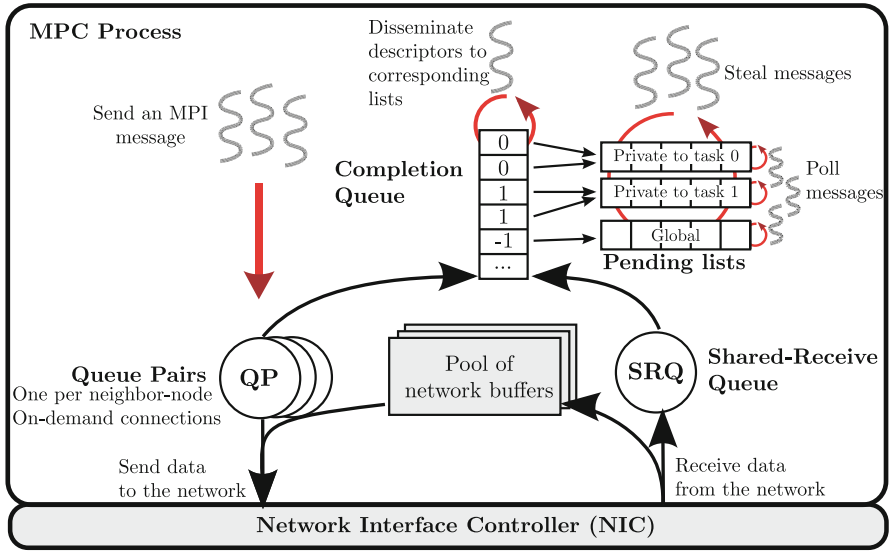 MPC Process
Disseminate
descriptors to
corresponding
lists
Steal messages
Send an MPI
message
Completion
Queue
0
0
1
1
-1
...
Private to task 0
Private to task 1
Global
Poll
messages
Pending lists
Queue Pairs
One per neighbor-node
On-demand connections
QP
Pool of
network buffers
SRQ
Shared-Receive
Queue
Send data
to the network
Receive data
from the network
Network Interface Controller (NIC)